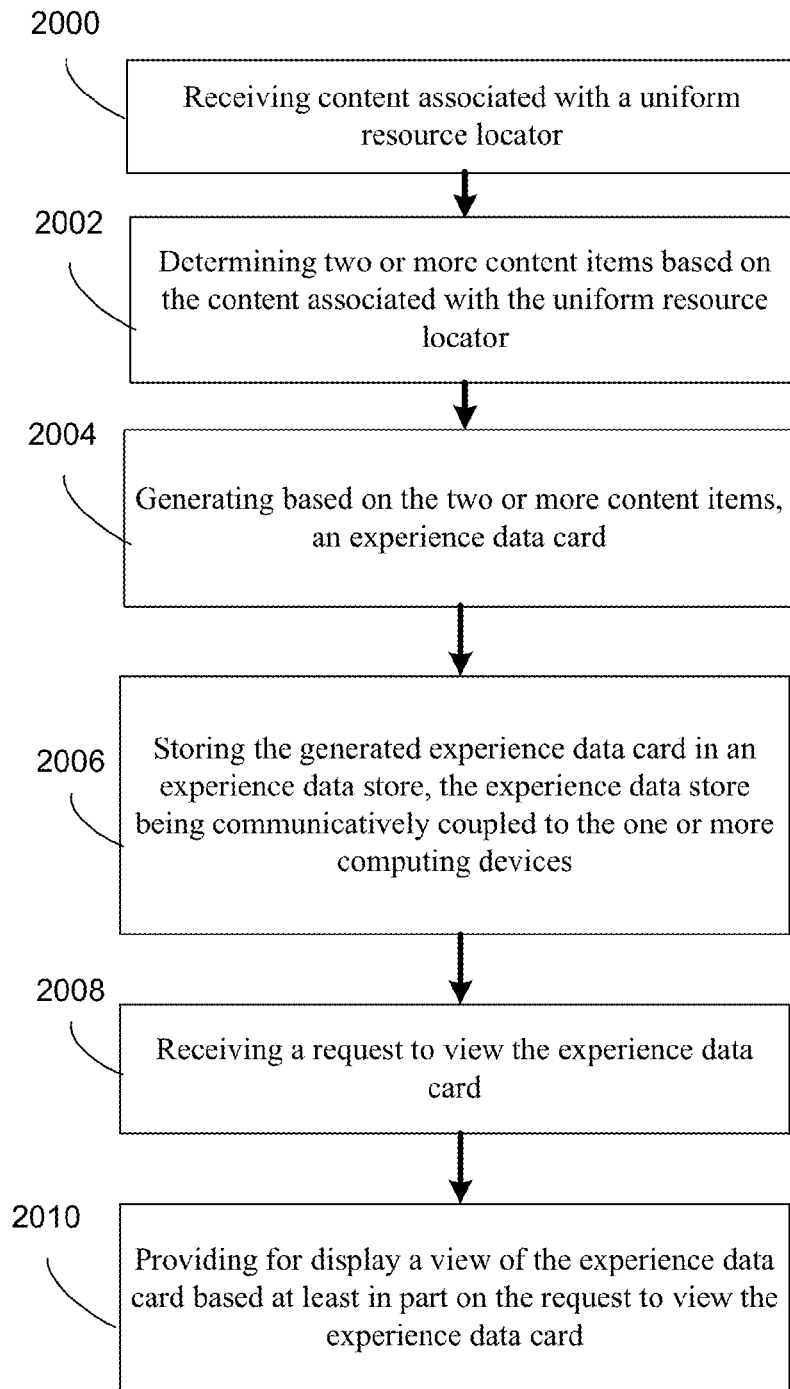 2000
Receiving content associated with a uniform
resource locator
2002
Determining two or more content items based on
the content associated with the uniform resource
locator
2004
Generating based on the two or more content items,
an experience data card
2006
Storing the generated experience data card in an
experience data store, the experience data store
being communicatively coupled to the one or more
computing devices
2008
Receiving a request to view the experience data
card
2010
Providing for display a view of the experience data
card based at least in part on the request to view the
experience data card